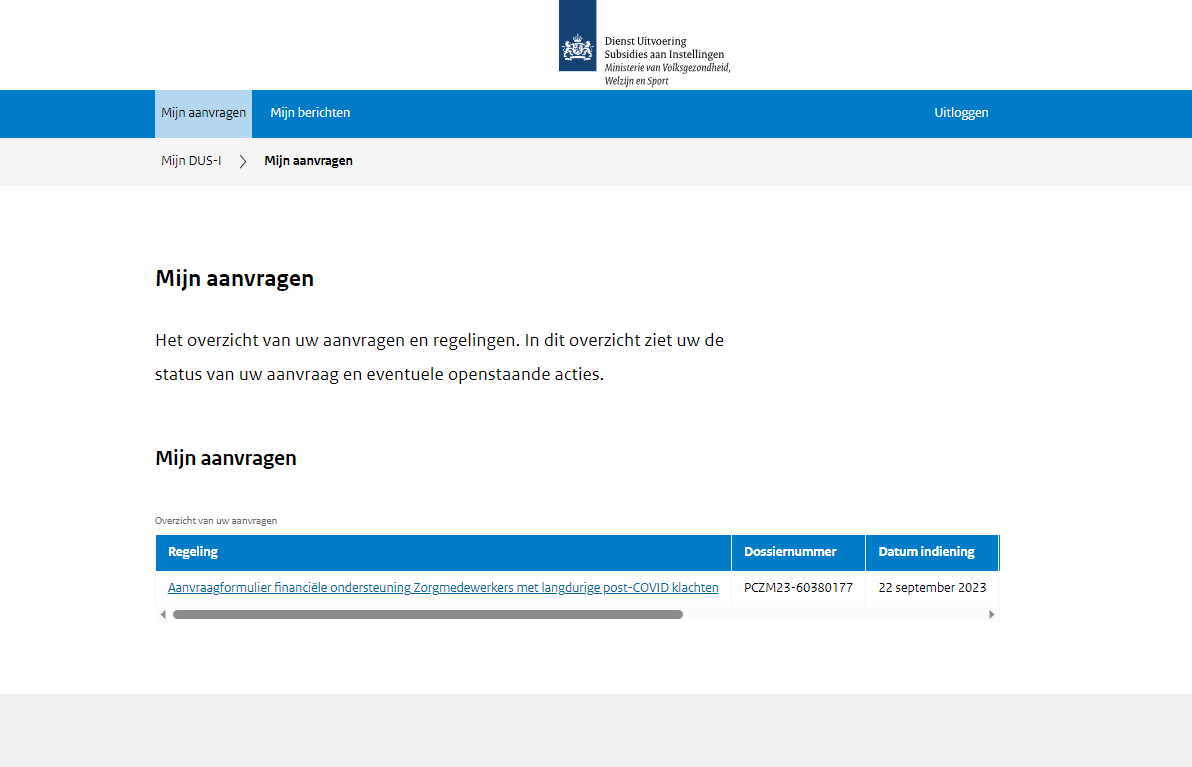 Dienst Uitvoering
Subsidies aan Instellingen
Ministerie van Volksgezondheid,
Welzijn en Sport
Mijn aanvragen
Mijn berichten
Uitloggen
Mijn DUS-I
Mijn aanvragen
Mijn aanvragen
Het overzicht van uw aanvragen en regelingen. In dit overzicht ziet uw de
status van uw aanvraag en eventuele openstaande acties.
Mijn aanvragen
Overzicht van uw aanvragen
Regeling Dossiernummer Datum indiening
Aanvraagformulier financiële ondersteuning Zorgmedewerkers met langdurige post-COVID klachten PCZM23-60380177 22 september 2023